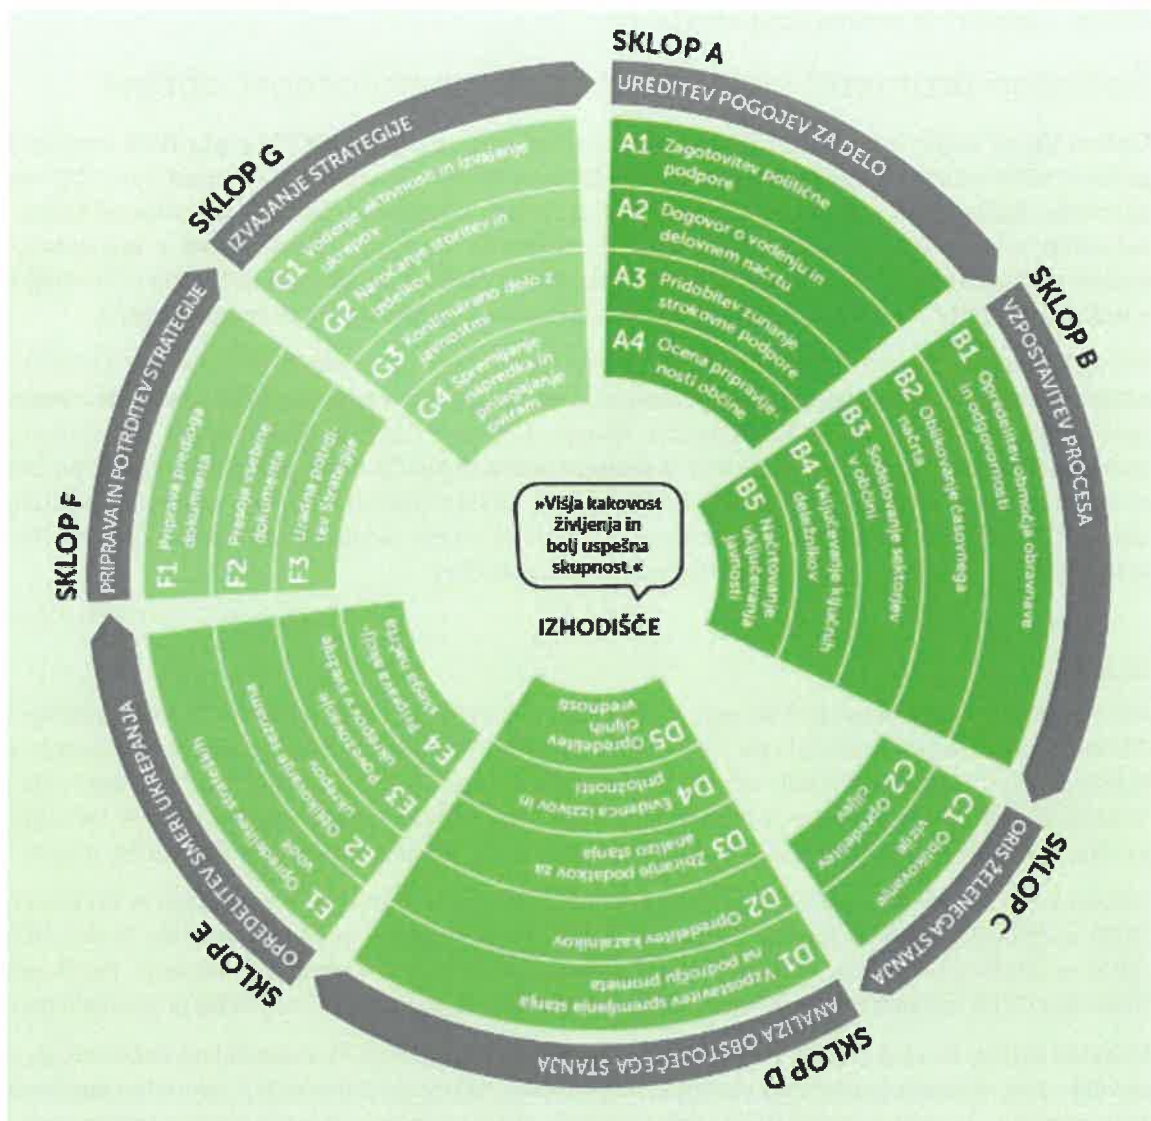 SKLOP A
UREDITEV POGOJEV ZA DELO
A1 Zagotovitev politične
podpore
A2 Dogovor o vodenju in
delovnem načrtu
A3 Pridobitev zunanje
strokovne podpore
A4 Ocena pripravlje-
nosti občine
SKLOP B
VZPOSTAVITEV PROCESA
B1 Opredelitev območja obravnave
in odgovornosti
B2 Oblikovanje časovnega
načrta
B3 Sodelovanje sektorjev
v občini
B4 Vključevanje ključnih
deležnikov
B5 Načrtovanje
vključevanja
javnosti
SKLOP C
ORIS ŽELENEGA STANJA
C1 Oblikovanje
vizije
C2 Opredelitev
ciljev
SKLOP D
ANALIZA OBSTOJEČEGA STANJA
D1 Vzpostavitev spremljanja stanja
na področju prometa
D2 Opredelitev kazalnikov
D3 Zbiranje podatkov za
analizo stanja
D4 Evidenca izzivov in
priložnosti
D5 Opredelitev
ciljnih
vrednosti
SKLOP E
OPREDELITEV SMERI UKREPANJA
E1 Opredelitev strateških
E2 Oblikovanje seznama
ukrepov
E3 Povezovanje
ukrepov v svežnje
E4 Priprava akcij-
skega načrta
SKLOP F
PRIPRAVA IN POTRDITEV STRATEGIJE
F1 Priprava predloga
dokumenta
F2 Presoja vsebine
dokumenta
F3 Uradna potrdi-
tev Strategije
SKLOP G
IZVAJANJE STRATEGIJE
G1 Vodenje aktivnosti in izvajanje
ukrepov
G2 Naročanje storitev in
izdelkov
G3 Kontinuirano delo z
javnostmi
G4 Spremljanje
napredka in
prilagajanje
oviram
»Višja kakovost
življenja in
bolj uspešna
skupnost.«
IZHODIŠČE